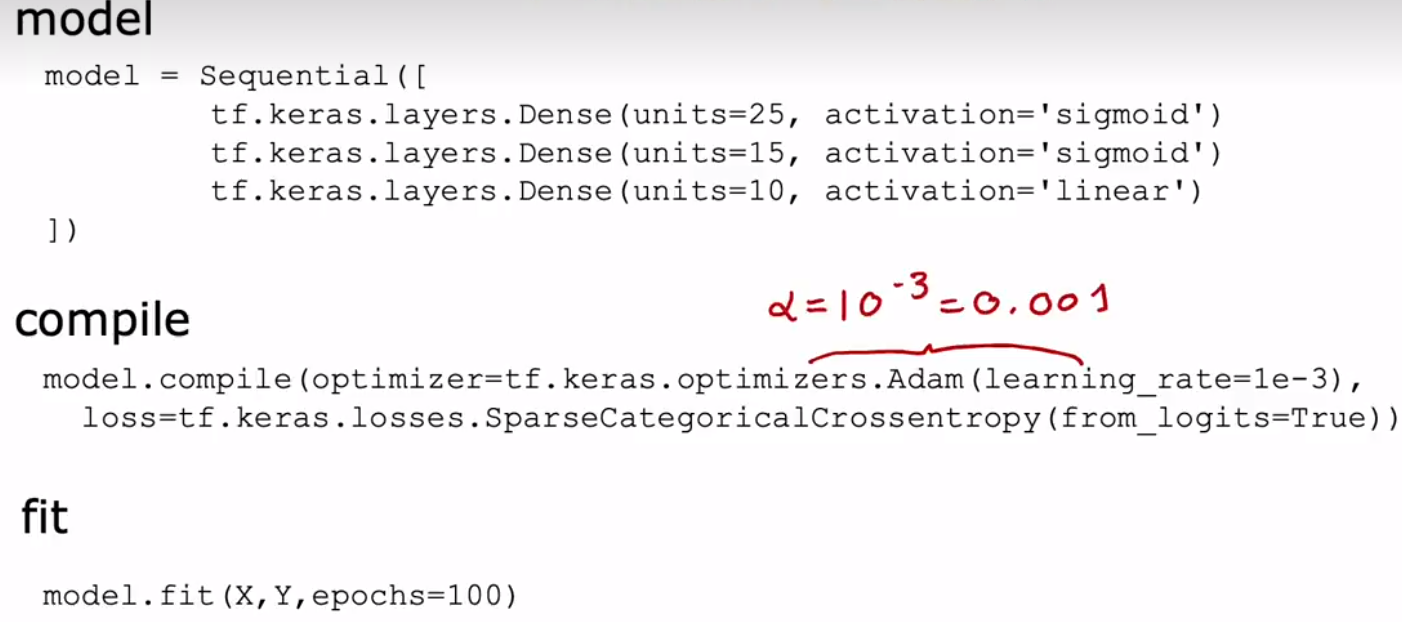 model
model = Sequential([
tf.keras.layers.Dense(units=25, activation='sigmoid')
tf.keras.layers.Dense(units=15, activation='sigmoid')
tf.keras.layers.Dense(units=10, activation='linear')
])
compile
α=10⁻³=0.001
model.compile(optimizer=tf.keras.optimizers.Adam(learning_rate=1e-3),
loss=tf.keras.losses.SparseCategoricalCrossentropy(from_logits=True))
fit
model.fit(X,Y,epochs=100)